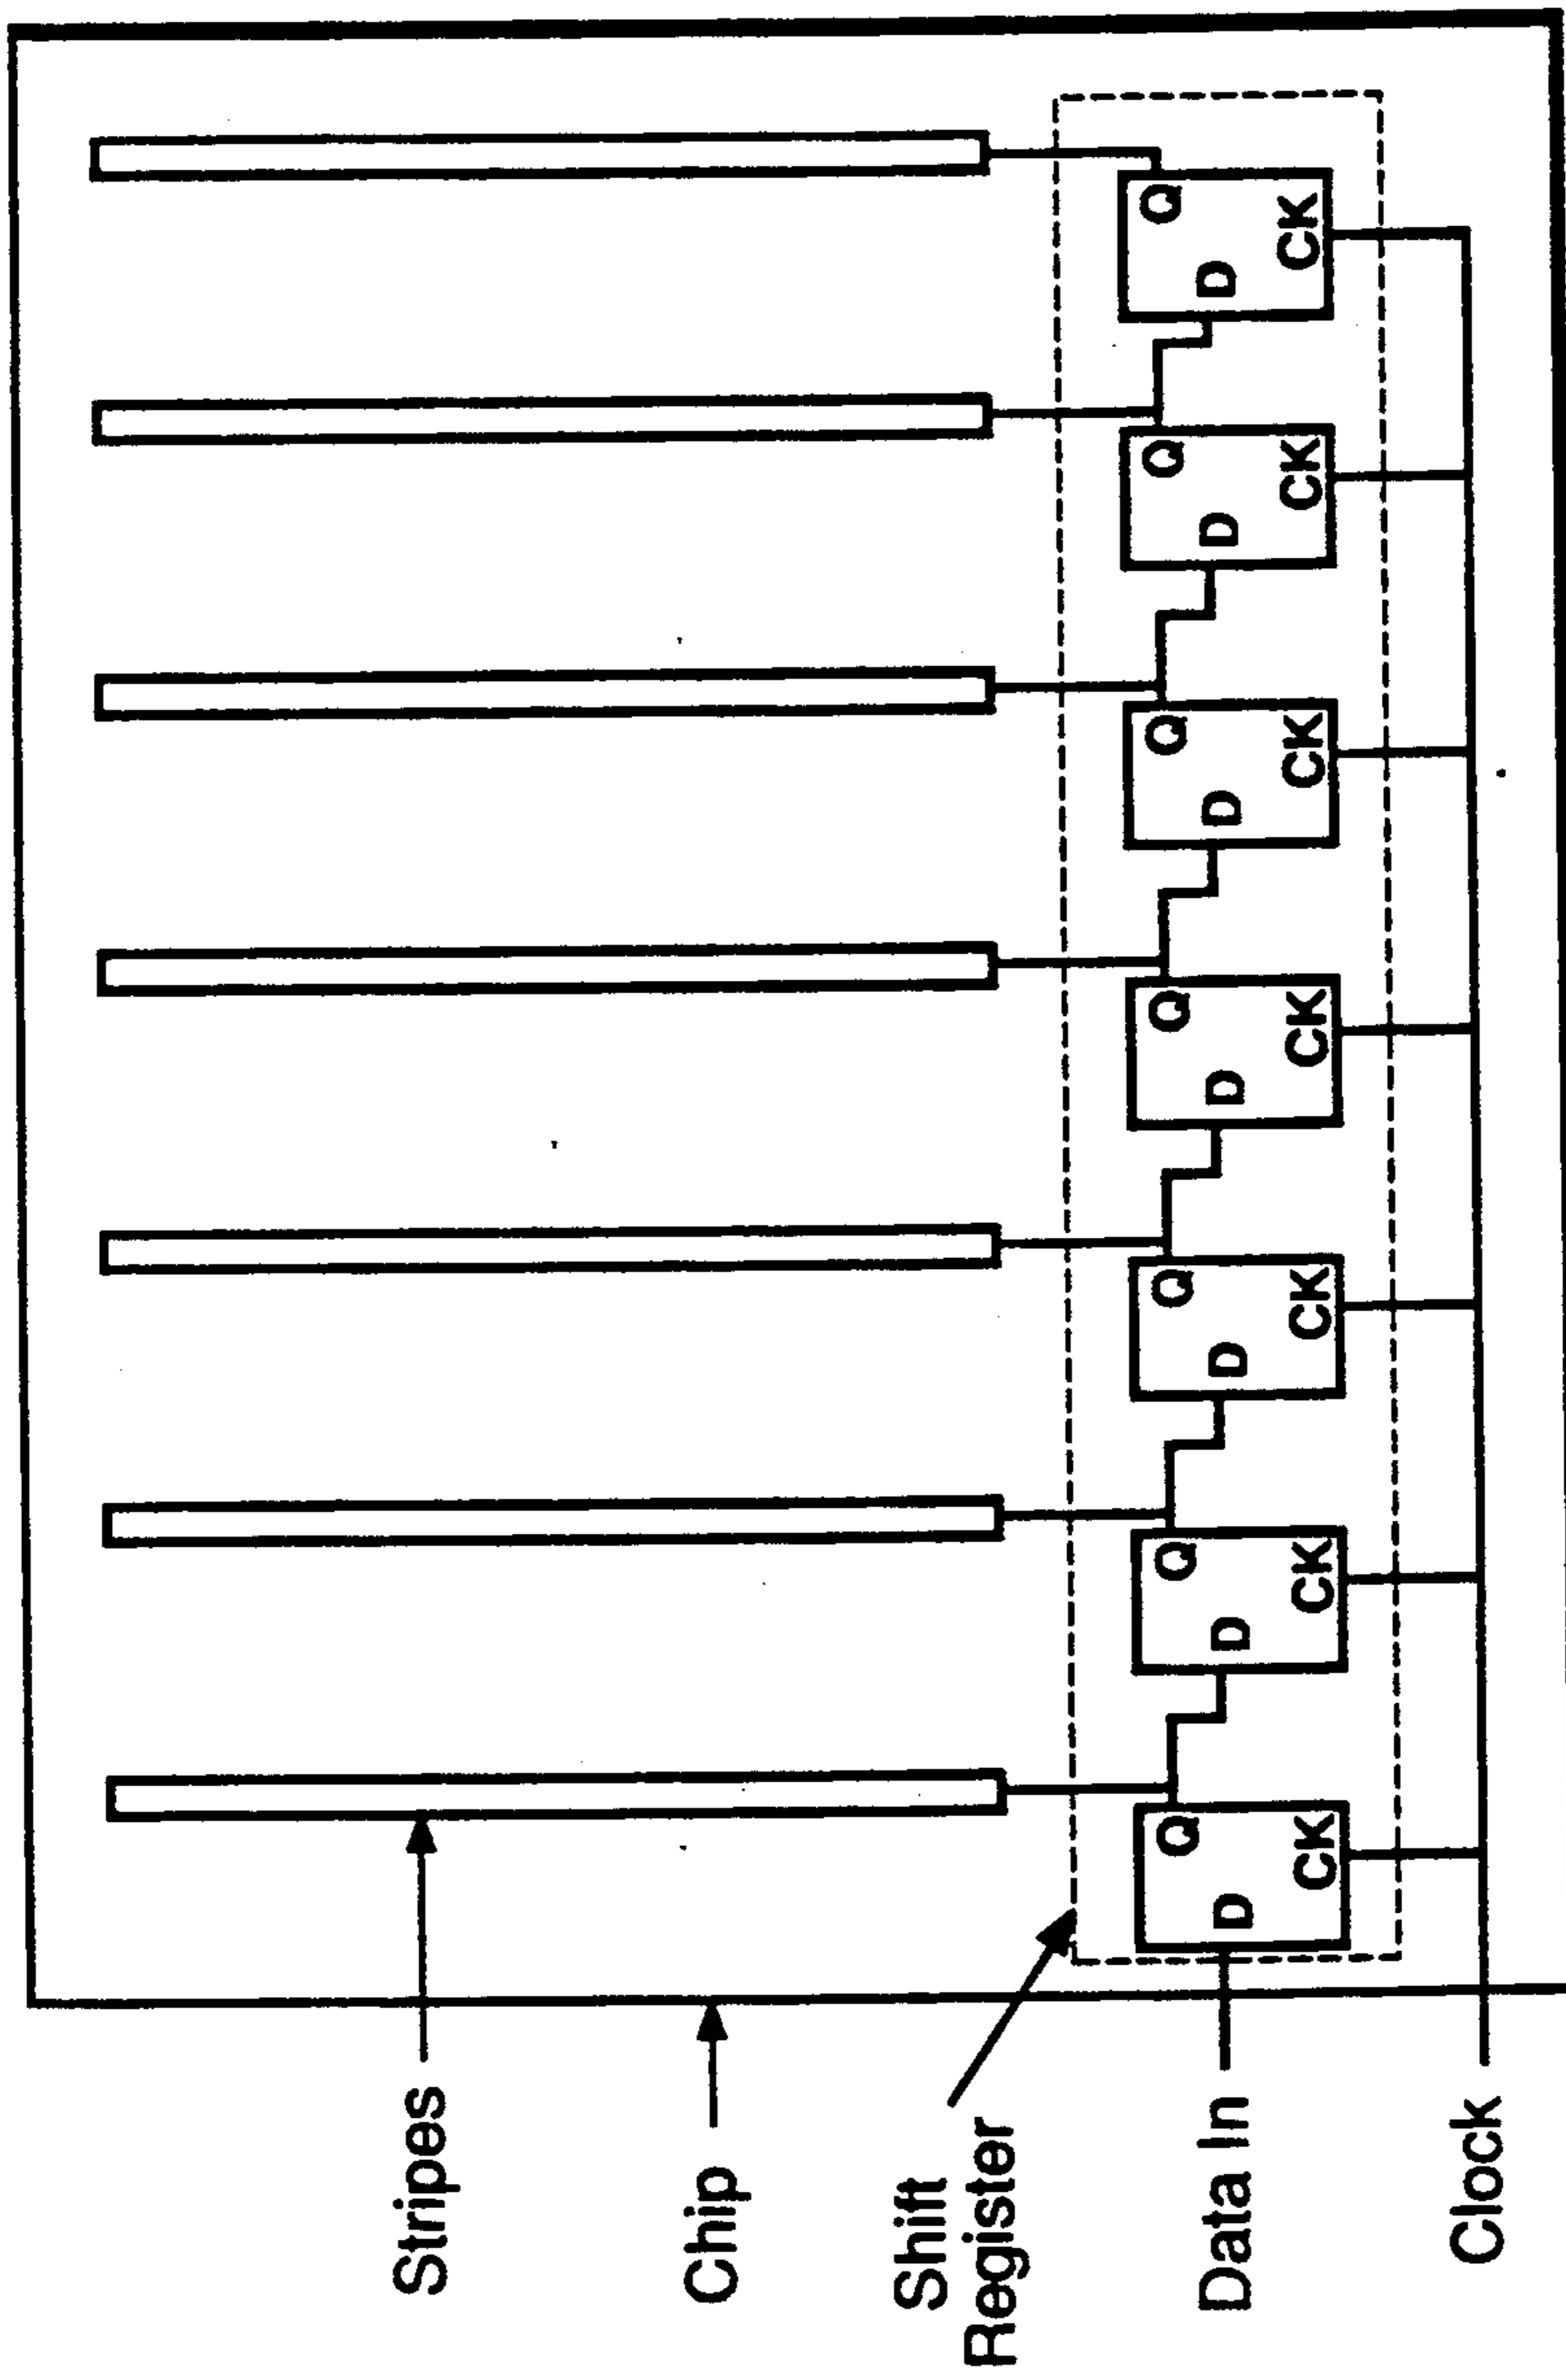 Stripes
Chip
Shift
Register
Q Q Q Q Q Q Q
Data In D D D D D D D
CK CK CK CK CK CK CK
Clock